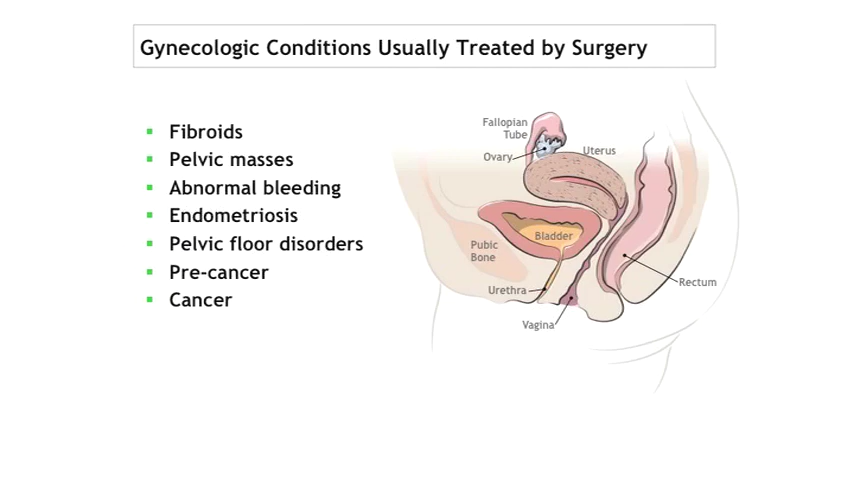 Gynecologic Conditions Usually Treated by Surgery
Fibroids
Pelvic masses
Abnormal bleeding
Endometriosis
Pelvic floor disorders
Pre-cancer
Cancer
Fallopian
Tube
Ovary
Uterus
Bladder
Pubic
Bone
Urethra
Rectum
Vagina